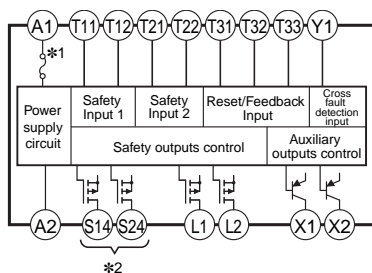 A1 T11 T12 T21 T22 T31 T32 T33 Y1
*1
Power supply circuit
Safety Input 1
Safety Input 2
Reset/Feedback Input
Cross fault detection input
Safety outputs control
Auxiliary outputs control
A2 S14 S24 L1 L2 X1 X2
*2